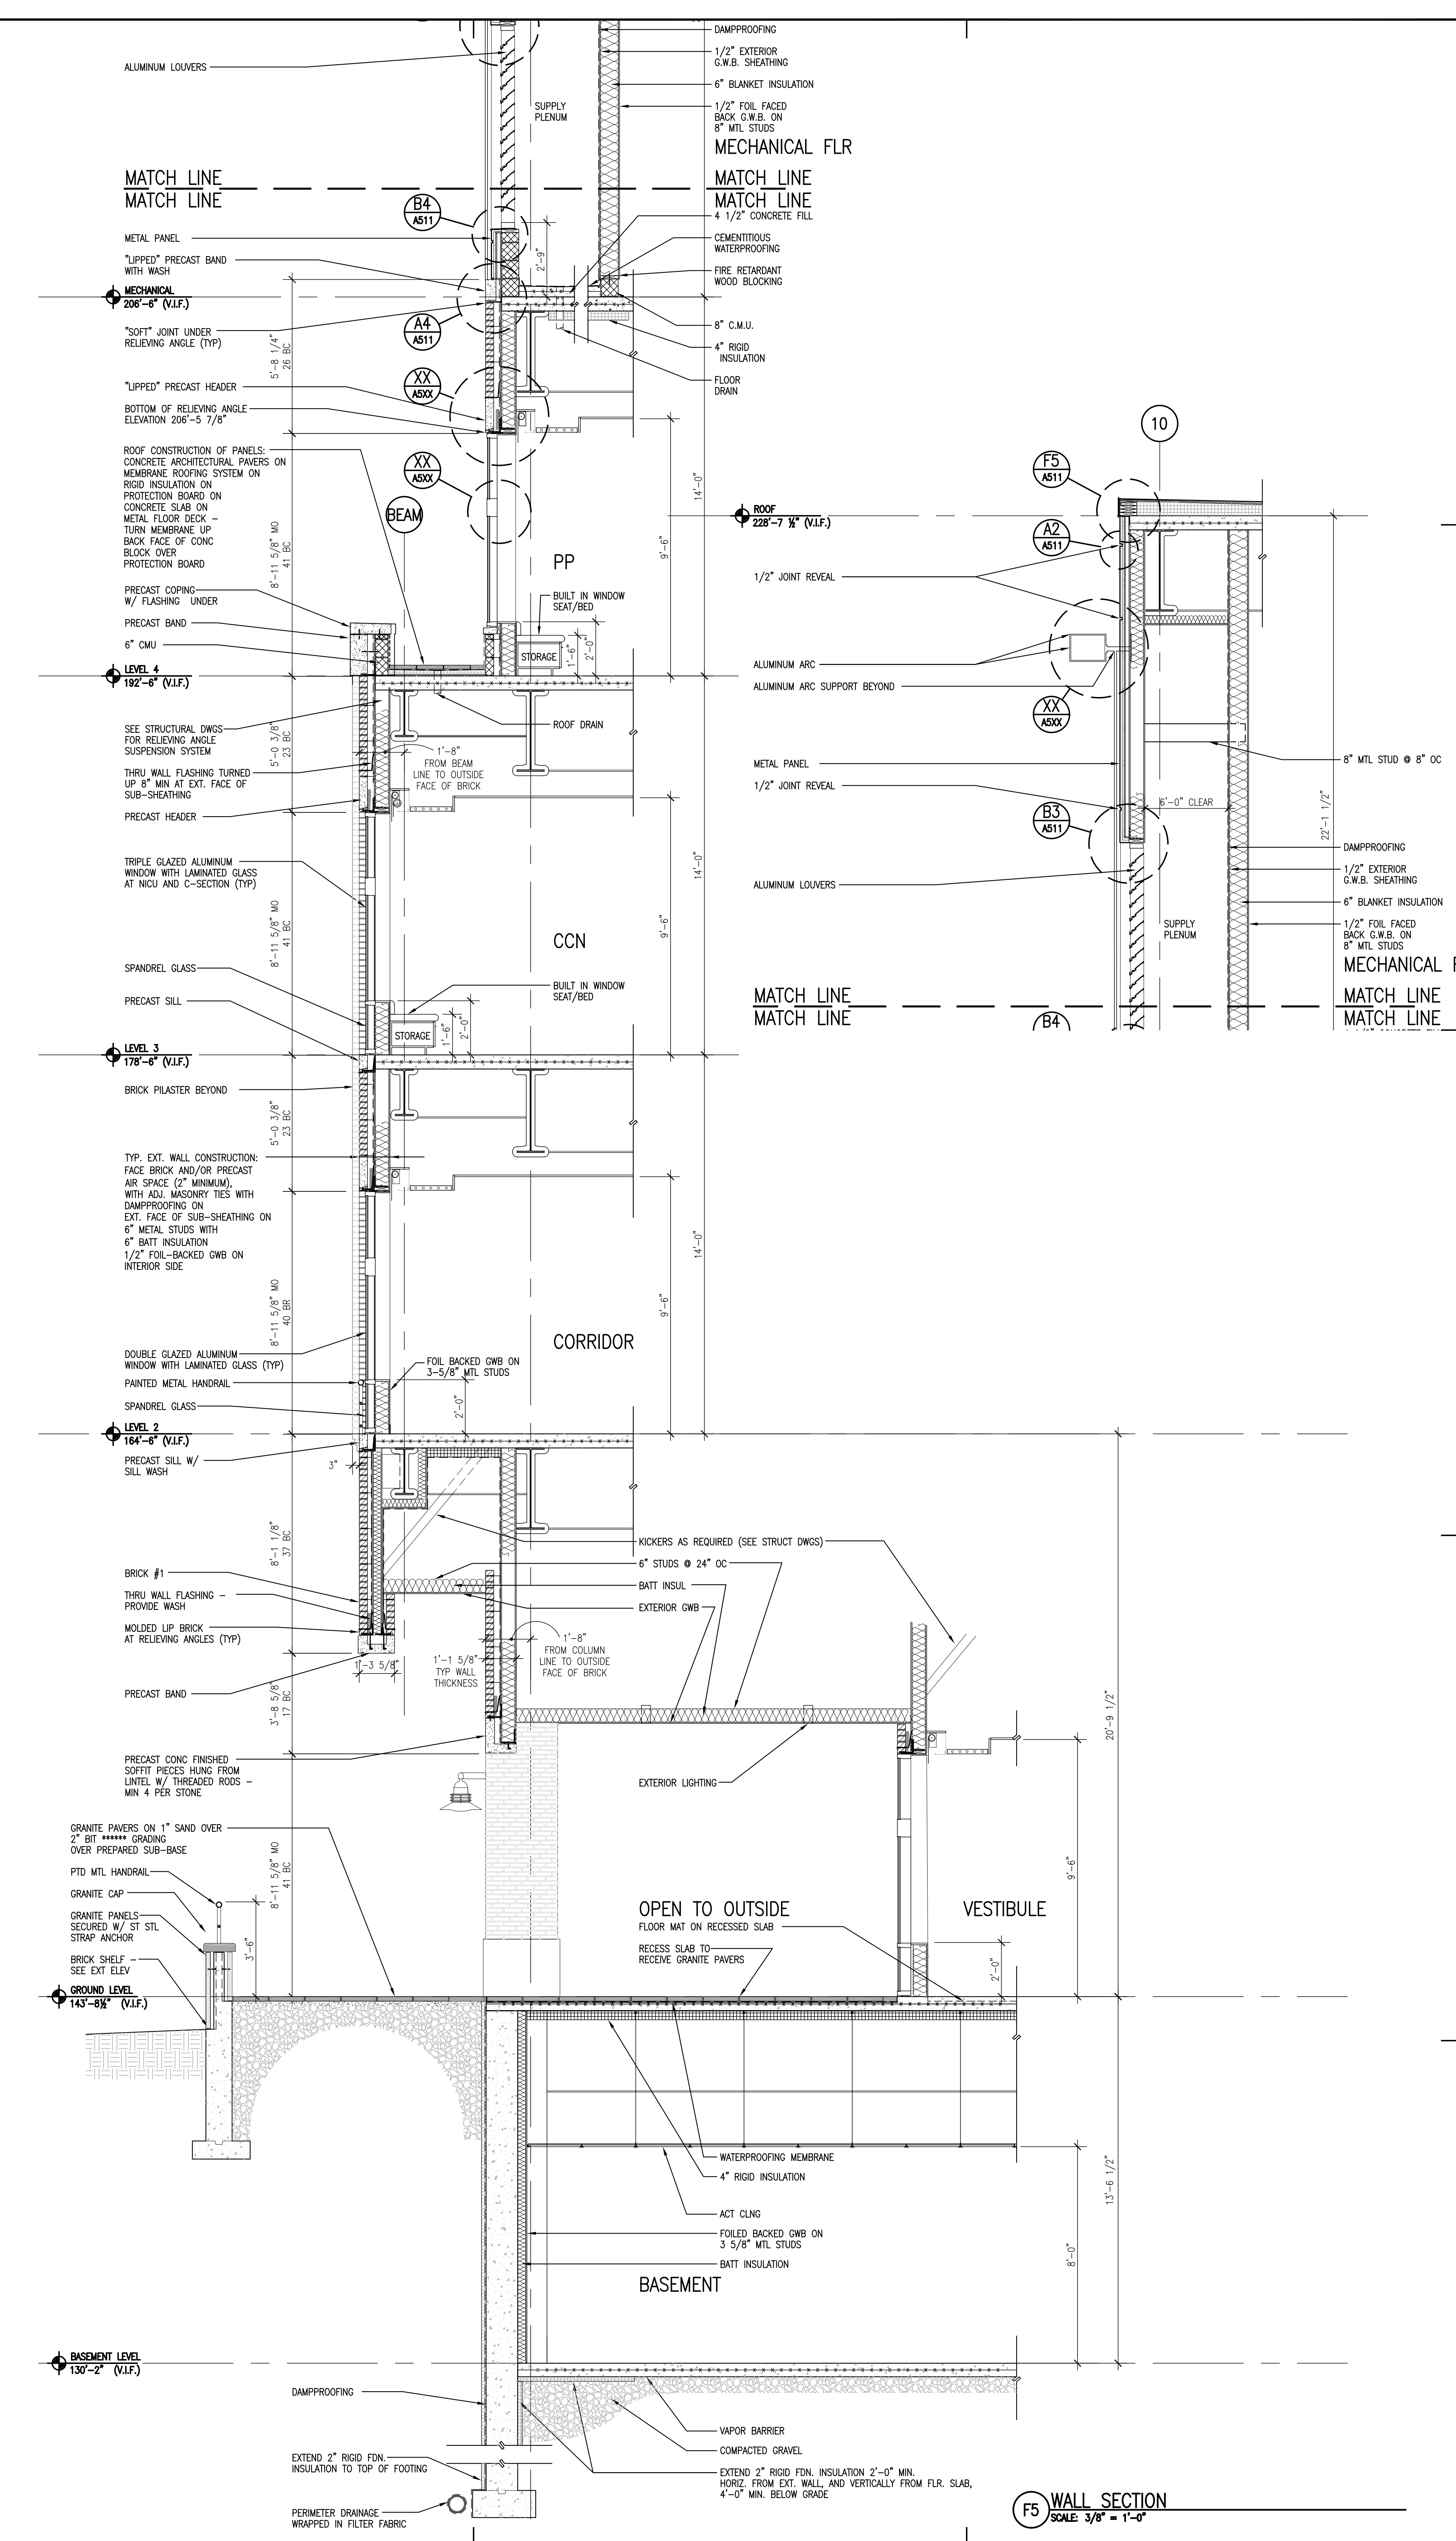 ALUMINUM LOUVERS
SUPPLY
PLENUM
DAMPPROOFING
1/2" EXTERIOR
G.W.B. SHEATHING
6" BLANKET INSULATION
1/2" FOIL FACED
BACK G.W.B. ON
8" MTL STUDS
MECHANICAL FLR
MATCH LINE
MATCH LINE
MATCH LINE
MATCH LINE
B4
A511
METAL PANEL
"LIPPED" PRECAST BAND
WITH WASH
MECHANICAL
206'-6" (V.I.F.)
"SOFT" JOINT UNDER
RELIEVING ANGLE (TYP)
A4
A511
"LIPPED" PRECAST HEADER
XX
A5XX
BOTTOM OF RELIEVING ANGLE
ELEVATION 206'-5 7/8"
2'-9"
4 1/2" CONCRETE FILL
CEMENTITIOUS
WATERPROOFING
FIRE RETARDANT
WOOD BLOCKING
8" C.M.U.
4" RIGID
INSULATION
FLOOR
DRAIN
5'-8 1/4"
26 BC
ROOF CONSTRUCTION OF PANELS:
CONCRETE ARCHITECTURAL PAVERS ON
MEMBRANE ROOFING SYSTEM ON
RIGID INSULATION ON
PROTECTION BOARD ON
CONCRETE SLAB ON
METAL FLOOR DECK -
TURN MEMBRANE UP
BACK FACE OF CONC
BLOCK OVER
PROTECTION BOARD
XX
A5XX
BEAM
8'-11 5/8" MO
41 BC
PP
9'-6"
14'-0"
PRECAST COPING
W/ FLASHING UNDER
PRECAST BAND
6" CMU
BUILT IN WINDOW
SEAT/BED
STORAGE
1'-6"
2'-0"
LEVEL 4
192'-6" (V.I.F.)
SEE STRUCTURAL DWGS
FOR RELIEVING ANGLE
SUSPENSION SYSTEM
5'-0 3/8"
23 BC
ROOF DRAIN
1'-8"
FROM BEAM
LINE TO OUTSIDE
FACE OF BRICK
THRU WALL FLASHING TURNED
UP 8" MIN AT EXT. FACE OF
SUB-SHEATHING
PRECAST HEADER
TRIPLE GLAZED ALUMINUM
WINDOW WITH LAMINATED GLASS
AT NICU AND C-SECTION (TYP)
8'-11 5/8" MO
41 BC
CCN
9'-6"
14'-0"
SPANDREL GLASS
PRECAST SILL
BUILT IN WINDOW
SEAT/BED
STORAGE
1'-6"
2'-0"
LEVEL 3
178'-6" (V.I.F.)
BRICK PILASTER BEYOND
5'-0 3/8"
23 BC
TYP. EXT. WALL CONSTRUCTION:
FACE BRICK AND/OR PRECAST
AIR SPACE (2" MINIMUM),
WITH ADJ. MASONRY TIES WITH
DAMPPROOFING ON
EXT. FACE OF SUB-SHEATHING ON
6" METAL STUDS WITH
6" BATT INSULATION
1/2" FOIL-BACKED GWB ON
INTERIOR SIDE
8'-11 5/8" MO
40 BR
14'-0"
9'-6"
CORRIDOR
DOUBLE GLAZED ALUMINUM
WINDOW WITH LAMINATED GLASS (TYP)
PAINTED METAL HANDRAIL
SPANDREL GLASS
FOIL BACKED GWB ON
3-5/8" MTL STUDS
2'-0"
LEVEL 2
164'-6" (V.I.F.)
PRECAST SILL W/
SILL WASH
3"
8'-1 1/8"
37 BC
KICKERS AS REQUIRED (SEE STRUCT DWGS)
6" STUDS @ 24" OC
BATT INSUL
EXTERIOR GWB
BRICK #1
THRU WALL FLASHING -
PROVIDE WASH
MOLDED LIP BRICK
AT RELIEVING ANGLES (TYP)
1'-3 5/8"
1'-1 5/8"
TYP WALL
THICKNESS
1'-8"
FROM COLUMN
LINE TO OUTSIDE
FACE OF BRICK
PRECAST BAND
3'-8 5/8"
17 BC
PRECAST CONC FINISHED
SOFFIT PIECES HUNG FROM
LINTEL W/ THREADED RODS -
MIN 4 PER STONE
EXTERIOR LIGHTING
20'-9 1/2"
GRANITE PAVERS ON 1" SAND OVER
2" BIT ****** GRADING
OVER PREPARED SUB-BASE
PTD MTL HANDRAIL
GRANITE CAP
GRANITE PANELS
SECURED W/ ST STL
STRAP ANCHOR
BRICK SHELF -
SEE EXT ELEV
8'-11 5/8" MO
41 BC
3'-6"
9'-6"
OPEN TO OUTSIDE
FLOOR MAT ON RECESSED SLAB
RECESS SLAB TO
RECEIVE GRANITE PAVERS
VESTIBULE
2'-0"
GROUND LEVEL
143'-8½" (V.I.F.)
WATERPROOFING MEMBRANE
4" RIGID INSULATION
ACT CLNG
FOILED BACKED GWB ON
3 5/8" MTL STUDS
BATT INSULATION
BASEMENT
13'-6 1/2"
8'-0"
BASEMENT LEVEL
130'-2" (V.I.F.)
DAMPPROOFING
VAPOR BARRIER
COMPACTED GRAVEL
EXTEND 2" RIGID FDN.
INSULATION TO TOP OF FOOTING
EXTEND 2" RIGID FDN. INSULATION 2'-0" MIN.
HORIZ. FROM EXT. WALL, AND VERTICALLY FROM FLR. SLAB,
4'-0" MIN. BELOW GRADE
PERIMETER DRAINAGE
WRAPPED IN FILTER FABRIC
F5
WALL SECTION
SCALE: 3/8" = 1'-0"
10
F5
A511
ROOF
228'-7 ½" (V.I.F.)
A2
A511
1/2" JOINT REVEAL
ALUMINUM ARC
ALUMINUM ARC SUPPORT BEYOND
XX
A5XX
METAL PANEL
1/2" JOINT REVEAL
8" MTL STUD @ 8" OC
6'-0" CLEAR
22'-1 1/2"
B3
A511
ALUMINUM LOUVERS
SUPPLY
PLENUM
DAMPPROOFING
1/2" EXTERIOR
G.W.B. SHEATHING
6" BLANKET INSULATION
1/2" FOIL FACED
BACK G.W.B. ON
8" MTL STUDS
MECHANICAL
MATCH LINE
MATCH LINE
MATCH LINE
MATCH LINE
B4